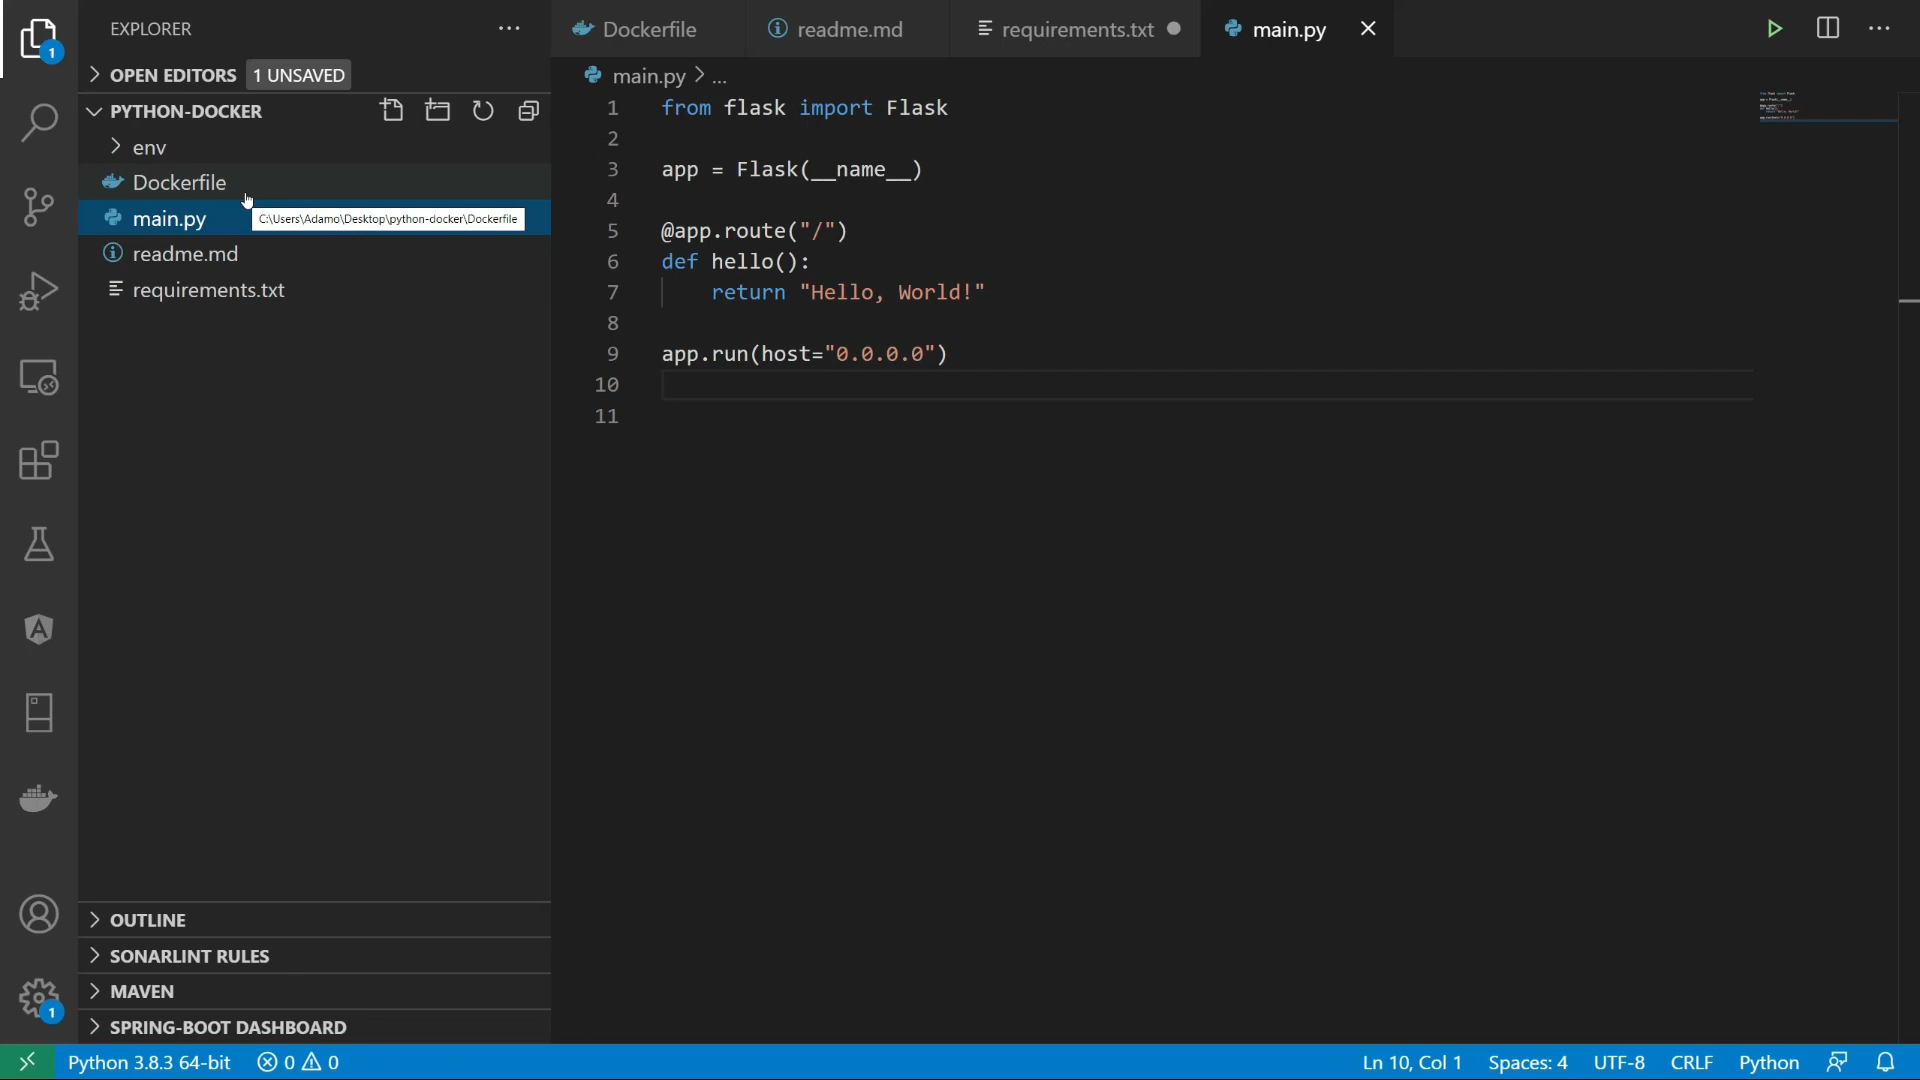 EXPLORER
OPEN EDITORS 1 UNSAVED
PYTHON-DOCKER
env
Dockerfile
main.py
C:\Users\Adamo\Desktop\python-docker\Dockerfile
readme.md
requirements.txt
OUTLINE
SONARLINT RULES
MAVEN
SPRING-BOOT DASHBOARD
1
1
Dockerfile readme.md requirements.txt main.py
main.py > ...
1 from flask import Flask
2
3 app = Flask(__name__)
4
5 @app.route("/")
6 def hello():
7     return "Hello, World!"
8
9 app.run(host="0.0.0.0")
10
11
Python 3.8.3 64-bit 0 0 Ln 10, Col 1 Spaces: 4 UTF-8 CRLF Python